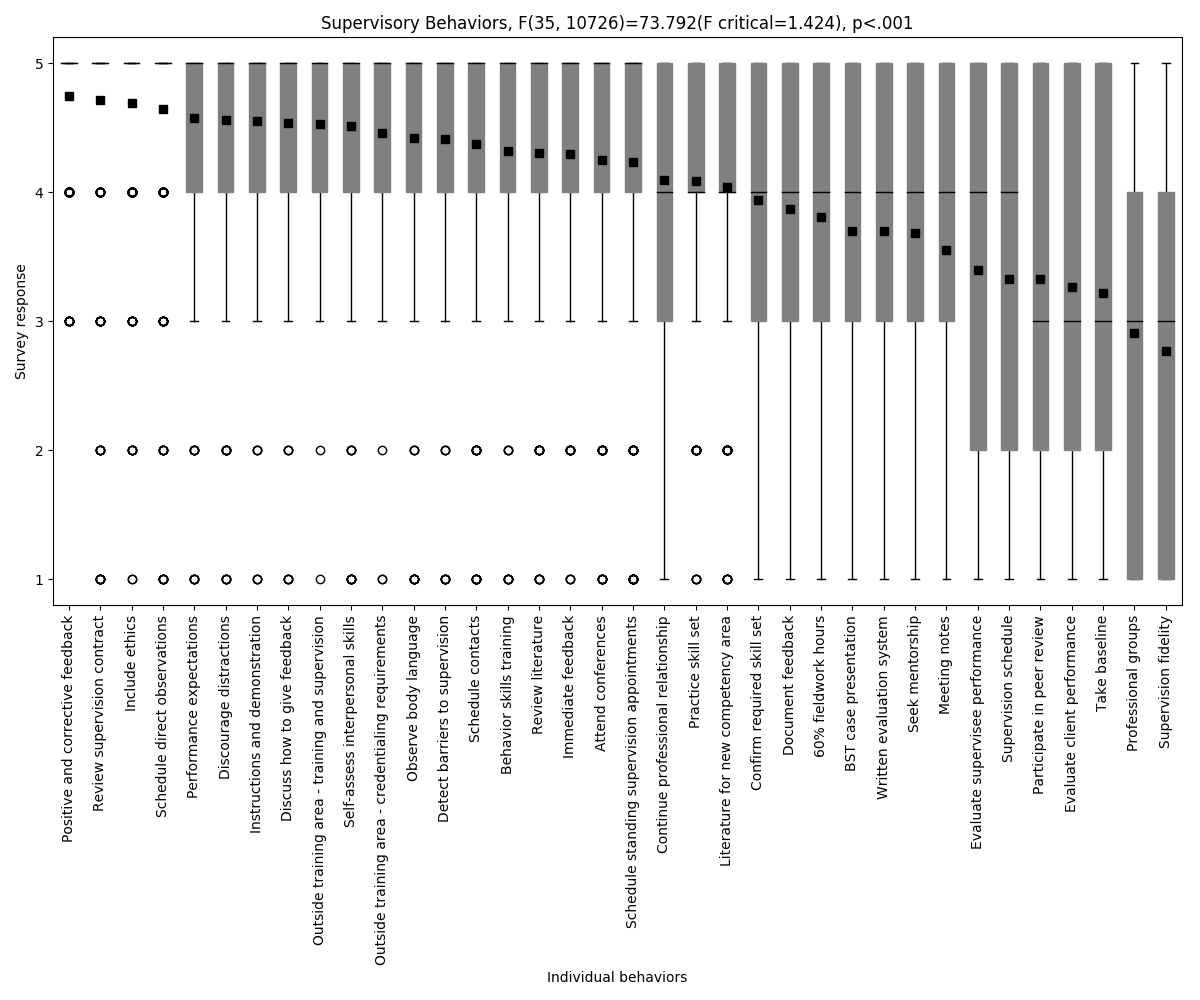 Supervisory Behaviors, F(35, 10726)=73.792(F critical=1.424), p<.001
Survey response
5
4
3
2
1
Positive and corrective feedback
Review supervision contract
Include ethics
Schedule direct observations
Performance expectations
Discourage distractions
Instructions and demonstration
Discuss how to give feedback
Outside training area - training and supervision
Self-assess interpersonal skills
Outside training area - credentialing requirements
Observe body language
Detect barriers to supervision
Schedule contacts
Behavior skills training
Review literature
Immediate feedback
Attend conferences
Schedule standing supervision appointments
Continue professional relationship
Practice skill set
Literature for new competency area
Confirm required skill set
Document feedback
60% fieldwork hours
BST case presentation
Written evaluation system
Seek mentorship
Meeting notes
Evaluate supervisee performance
Supervision schedule
Participate in peer review
Evaluate client performance
Take baseline
Professional groups
Supervision fidelity
Individual behaviors